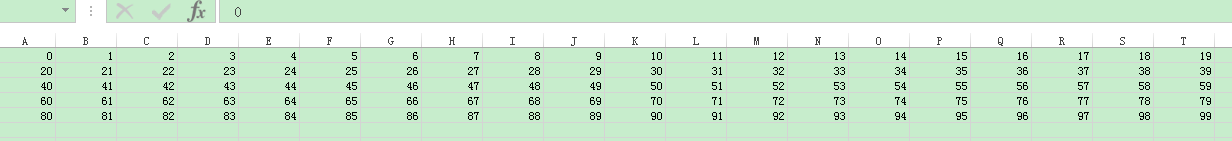 fx 0
A B C D E F G H I J K L M N O P Q R S T
0 1 2 3 4 5 6 7 8 9 10 11 12 13 14 15 16 17 18 19
20 21 22 23 24 25 26 27 28 29 30 31 32 33 34 35 36 37 38 39
40 41 42 43 44 45 46 47 48 49 50 51 52 53 54 55 56 57 58 59
60 61 62 63 64 65 66 67 68 69 70 71 72 73 74 75 76 77 78 79
80 81 82 83 84 85 86 87 88 89 90 91 92 93 94 95 96 97 98 99